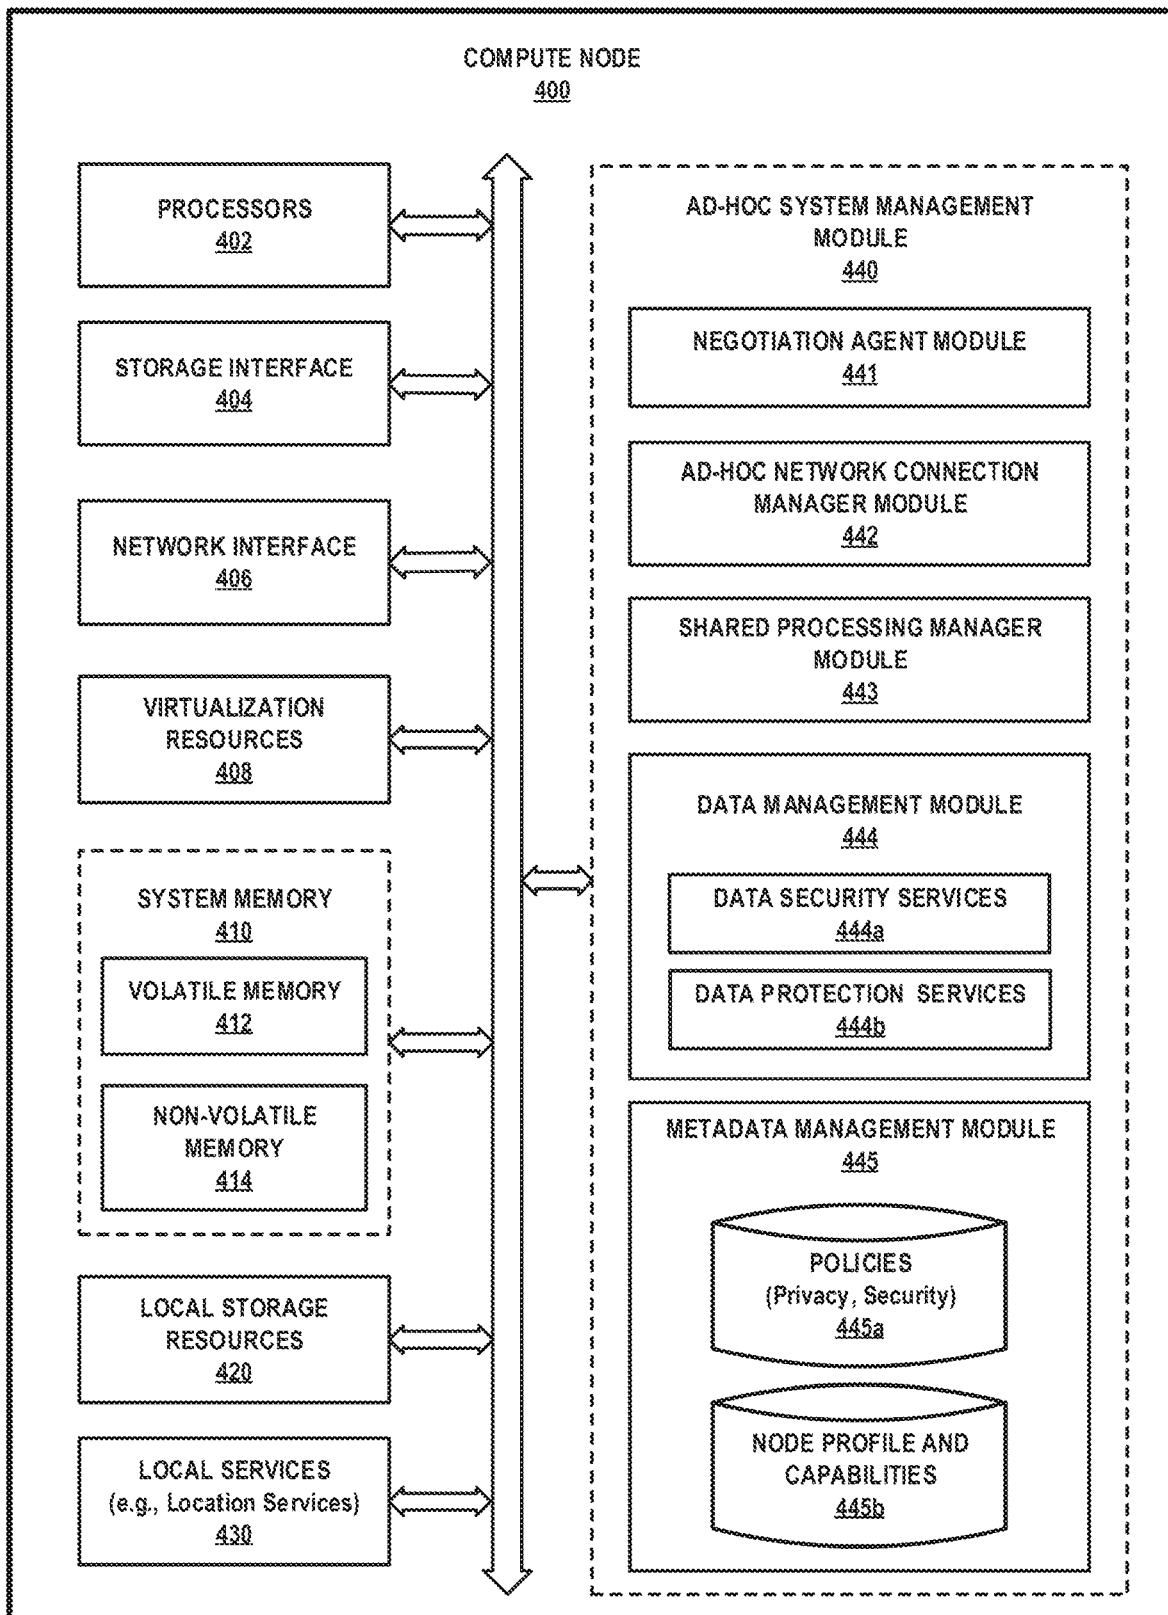 COMPUTE NODE
400
PROCESSORS
402
STORAGE INTERFACE
404
NETWORK INTERFACE
406
VIRTUALIZATION
RESOURCES
408
SYSTEM MEMORY
410
VOLATILE MEMORY
412
NON-VOLATILE
MEMORY
414
LOCAL STORAGE
RESOURCES
420
LOCAL SERVICES
(e.g., Location Services)
430
AD-HOC SYSTEM MANAGEMENT
MODULE
440
NEGOTIATION AGENT MODULE
441
AD-HOC NETWORK CONNECTION
MANAGER MODULE
442
SHARED PROCESSING MANAGER
MODULE
443
DATA MANAGEMENT MODULE
444
DATA SECURITY SERVICES
444a
DATA PROTECTION SERVICES
444b
METADATA MANAGEMENT MODULE
445
POLICIES
(Privacy, Security)
445a
NODE PROFILE AND
CAPABILITIES
445b